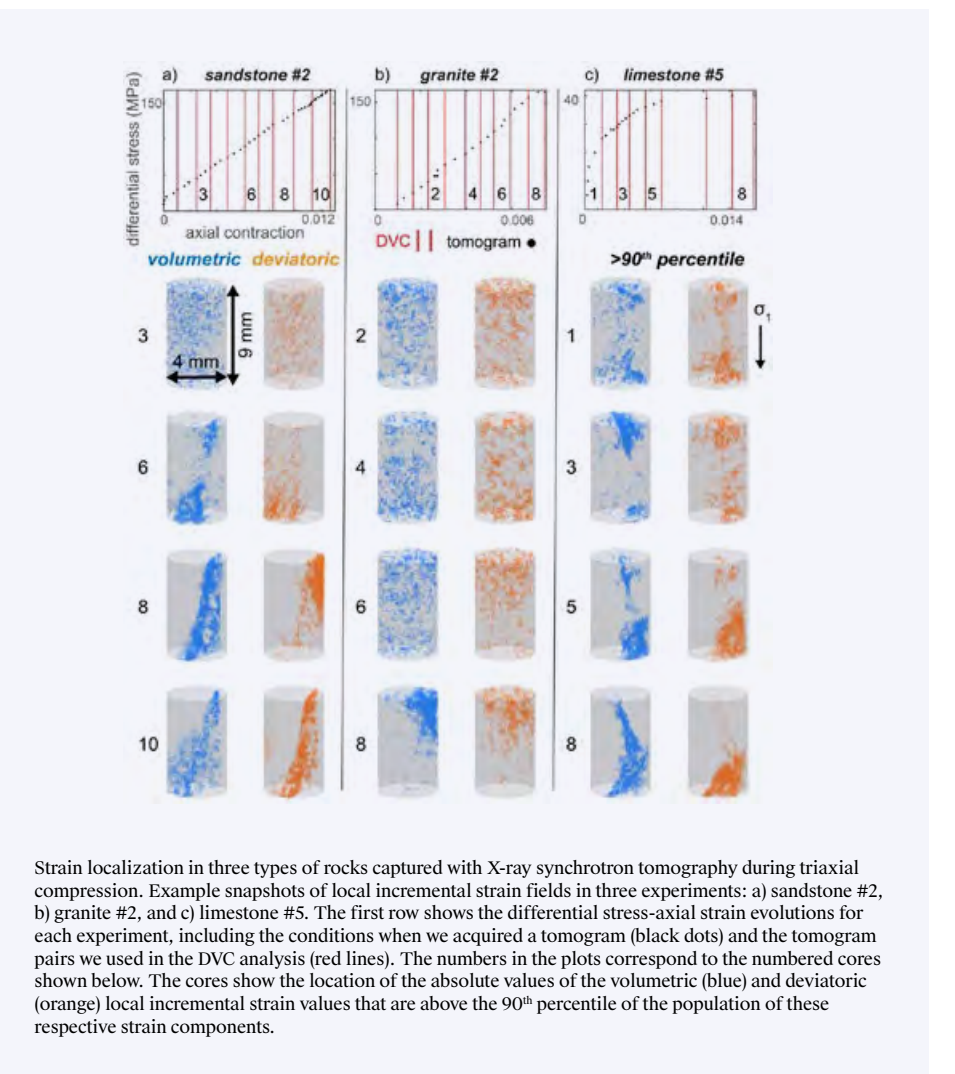 a) sandstone #2
b) granite #2
c) limestone #5
differential stress (MPa)
150
150
40
3 6 8 10
2 4 6 8
1 3 5 8
0 0.012
0 0.006
0 0.014
axial contraction
DVC tomogram
volumetric deviatoric
>90th percentile
3
4 mm
9 mm
2
1
σ1
6
4
3
8
6
5
10
8
8
Strain localization in three types of rocks captured with X-ray synchrotron tomography during triaxial
compression. Example snapshots of local incremental strain fields in three experiments: a) sandstone #2,
b) granite #2, and c) limestone #5. The first row shows the differential stress-axial strain evolutions for
each experiment, including the conditions when we acquired a tomogram (black dots) and the tomogram
pairs we used in the DVC analysis (red lines). The numbers in the plots correspond to the numbered cores
shown below. The cores show the location of the absolute values of the volumetric (blue) and deviatoric
(orange) local incremental strain values that are above the 90th percentile of the population of these
respective strain components.